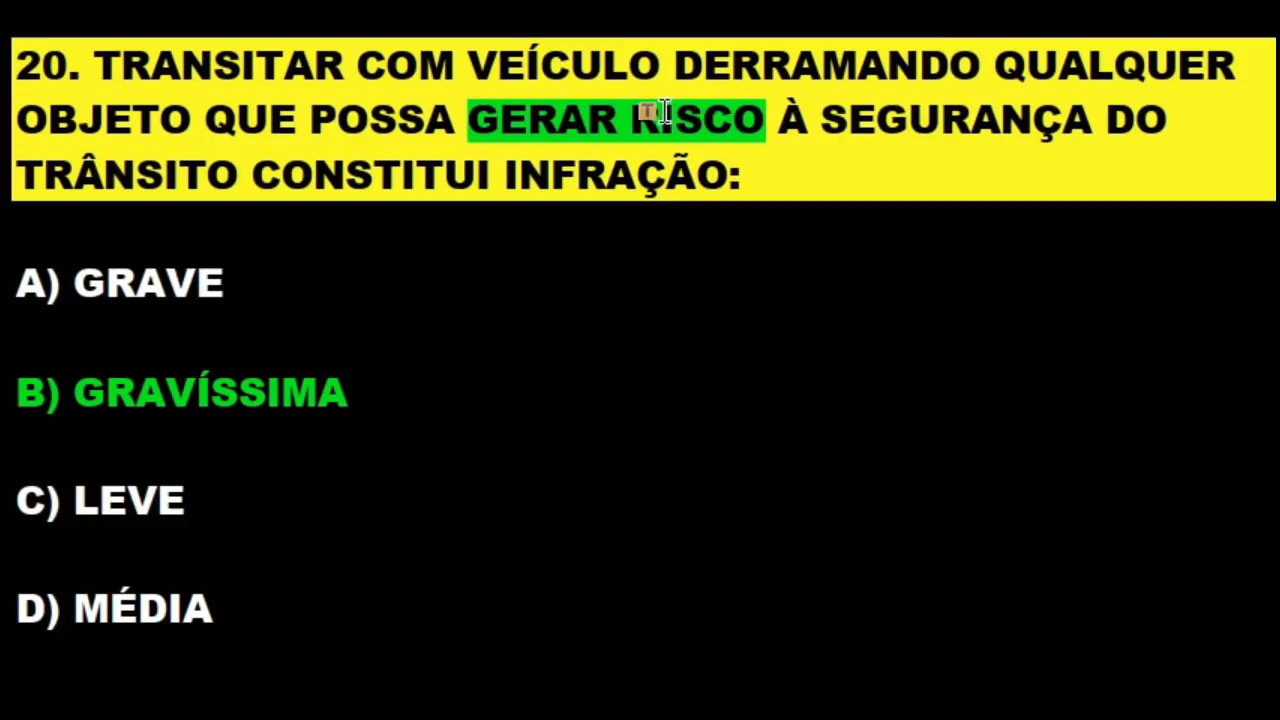 20. TRANSITAR COM VEÍCULO DERRAMANDO QUALQUER
OBJETO QUE POSSA GERAR RISCO À SEGURANÇA DO
TRÂNSITO CONSTITUI INFRAÇÃO:
A) GRAVE
B) GRAVÍSSIMA
C) LEVE
D) MÉDIA